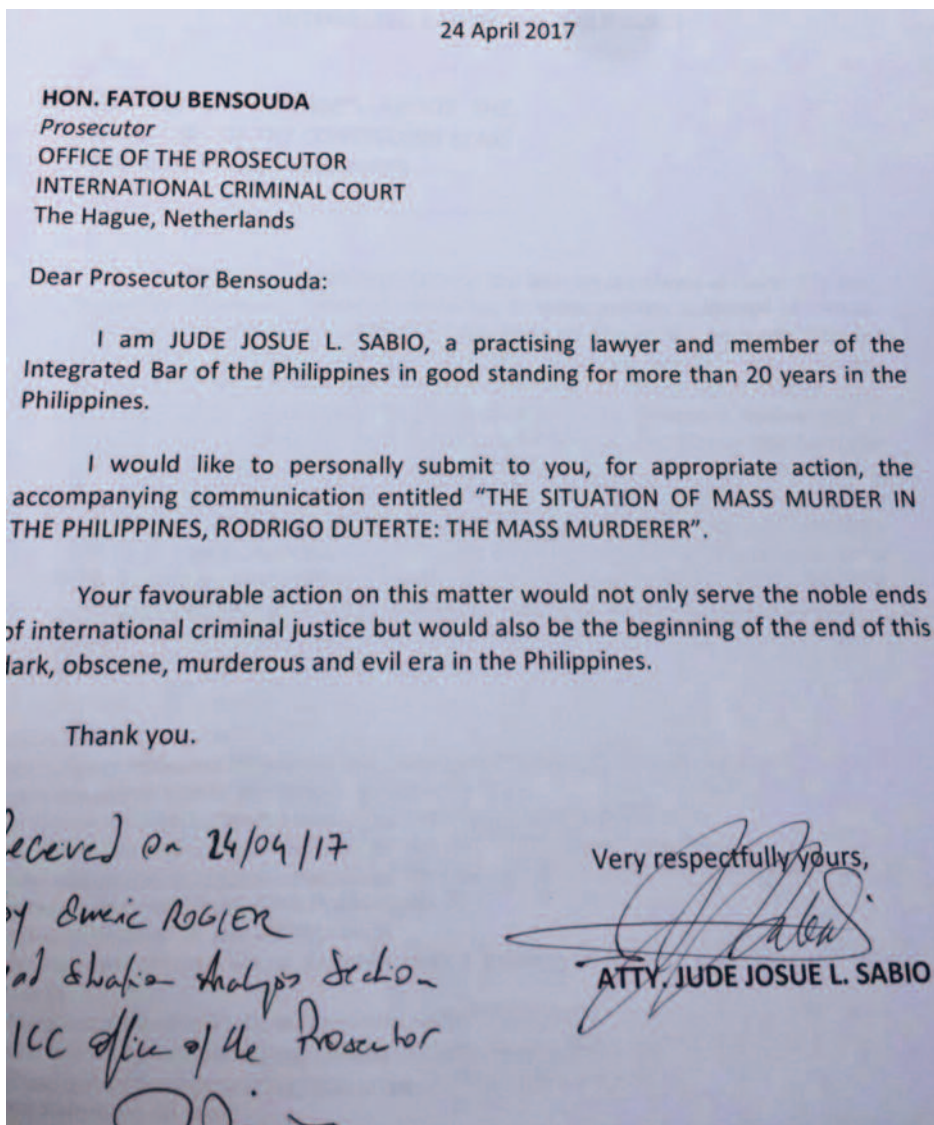 24 April 2017
HON. FATOU BENSOUDA
Prosecutor
OFFICE OF THE PROSECUTOR
INTERNATIONAL CRIMINAL COURT
The Hague, Netherlands
Dear Prosecutor Bensouda:
I am JUDE JOSUE L. SABIO, a practising lawyer and member of the
Integrated Bar of the Philippines in good standing for more than 20 years in the
Philippines.
I would like to personally submit to you, for appropriate action, the
accompanying communication entitled “THE SITUATION OF MASS MURDER IN
THE PHILIPPINES, RODRIGO DUTERTE: THE MASS MURDERER”.
Your favourable action on this matter would not only serve the noble ends
of international criminal justice but would also be the beginning of the end of this
dark, obscene, murderous and evil era in the Philippines.
Thank you.
Received on 24/04/17
by Emeric ROGIER
Situation Analysis Section
ICC office of the Prosecutor
Very respectfully yours,
ATTY. JUDE JOSUE L. SABIO